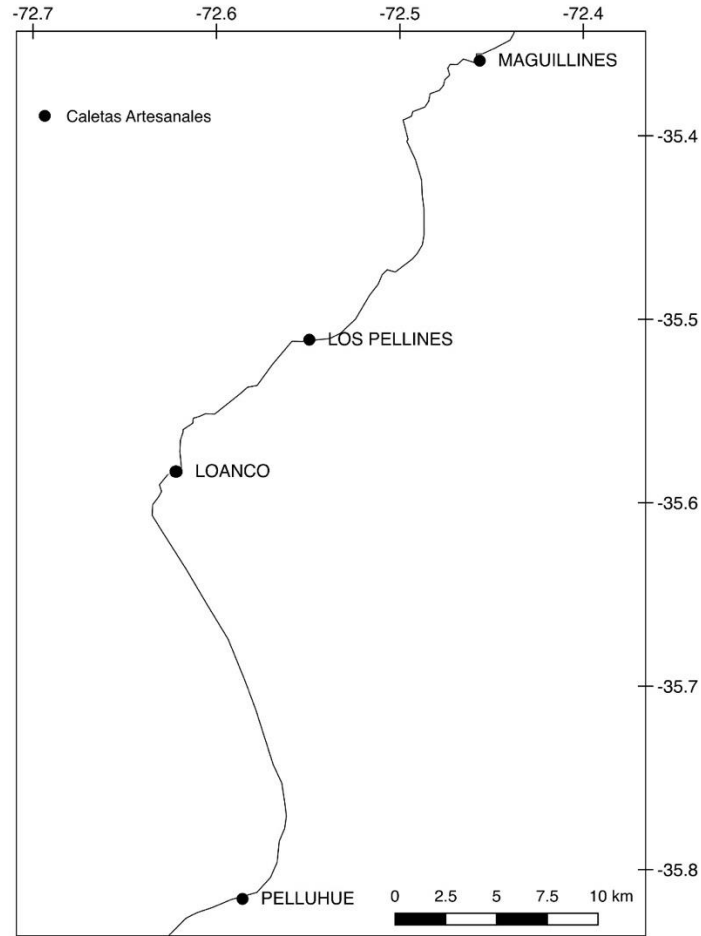 -72.7 -72.6 -72.5 -72.4
MAGUILLINES
Caletas Artesanales
-35.4
-35.5
LOS PELLINES
LOANCO
-35.6
-35.7
-35.8
0 2.5 5 7.5 10 km
PELLUHUE